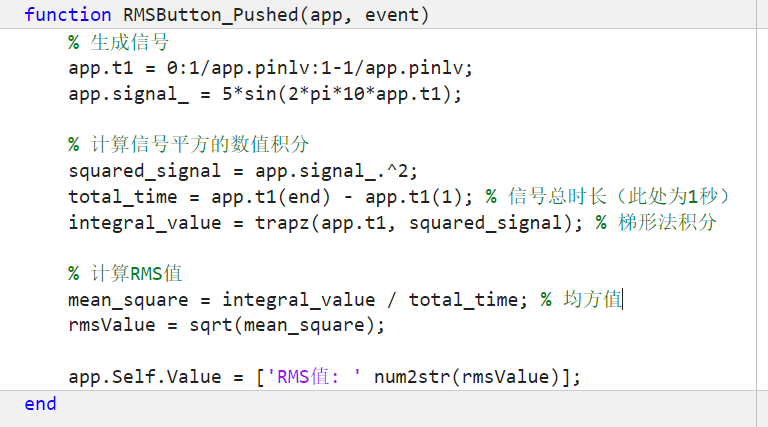 function RMSButton_Pushed(app, event)
% 生成信号
app.t1 = 0:1/app.pinlv:1-1/app.pinlv;
app.signal_ = 5*sin(2*pi*10*app.t1);
% 计算信号平方的数值积分
squared_signal = app.signal_.^2;
total_time = app.t1(end) - app.t1(1); % 信号总时长（此处为1秒）
integral_value = trapz(app.t1, squared_signal); % 梯形法积分
% 计算RMS值
mean_square = integral_value / total_time; % 均方值
rmsValue = sqrt(mean_square);
app.Self.Value = ['RMS值: ' num2str(rmsValue)];
end